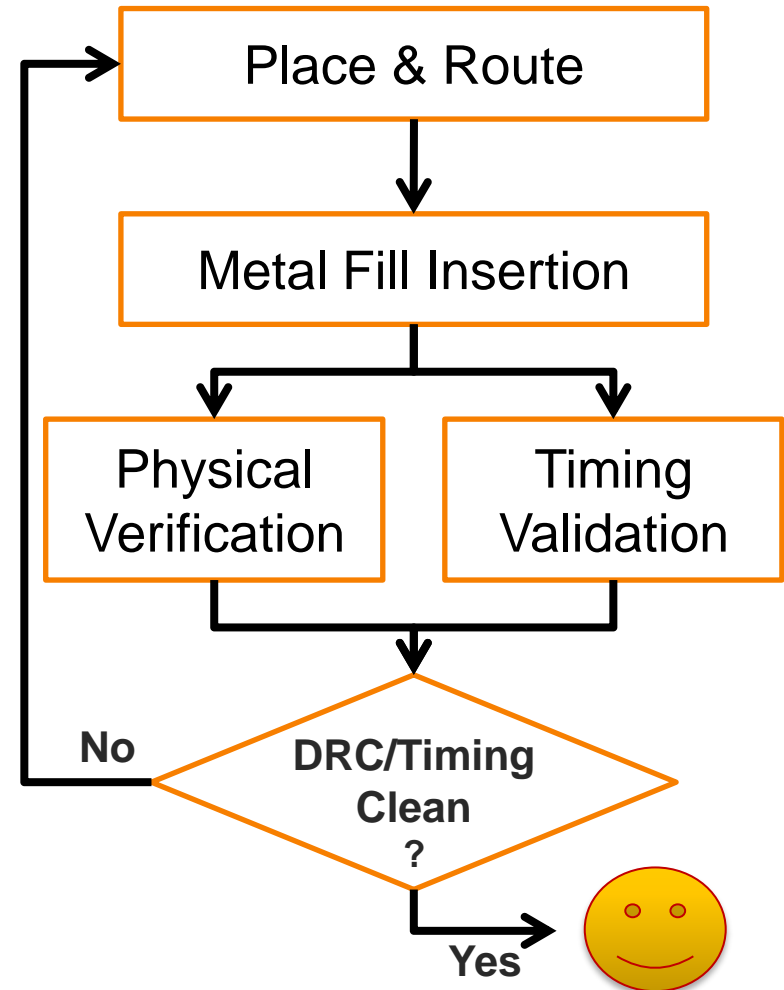 Place & Route
Metal Fill Insertion
Physical
Verification
Timing
Validation
No
DRC/Timing
Clean
?
Yes